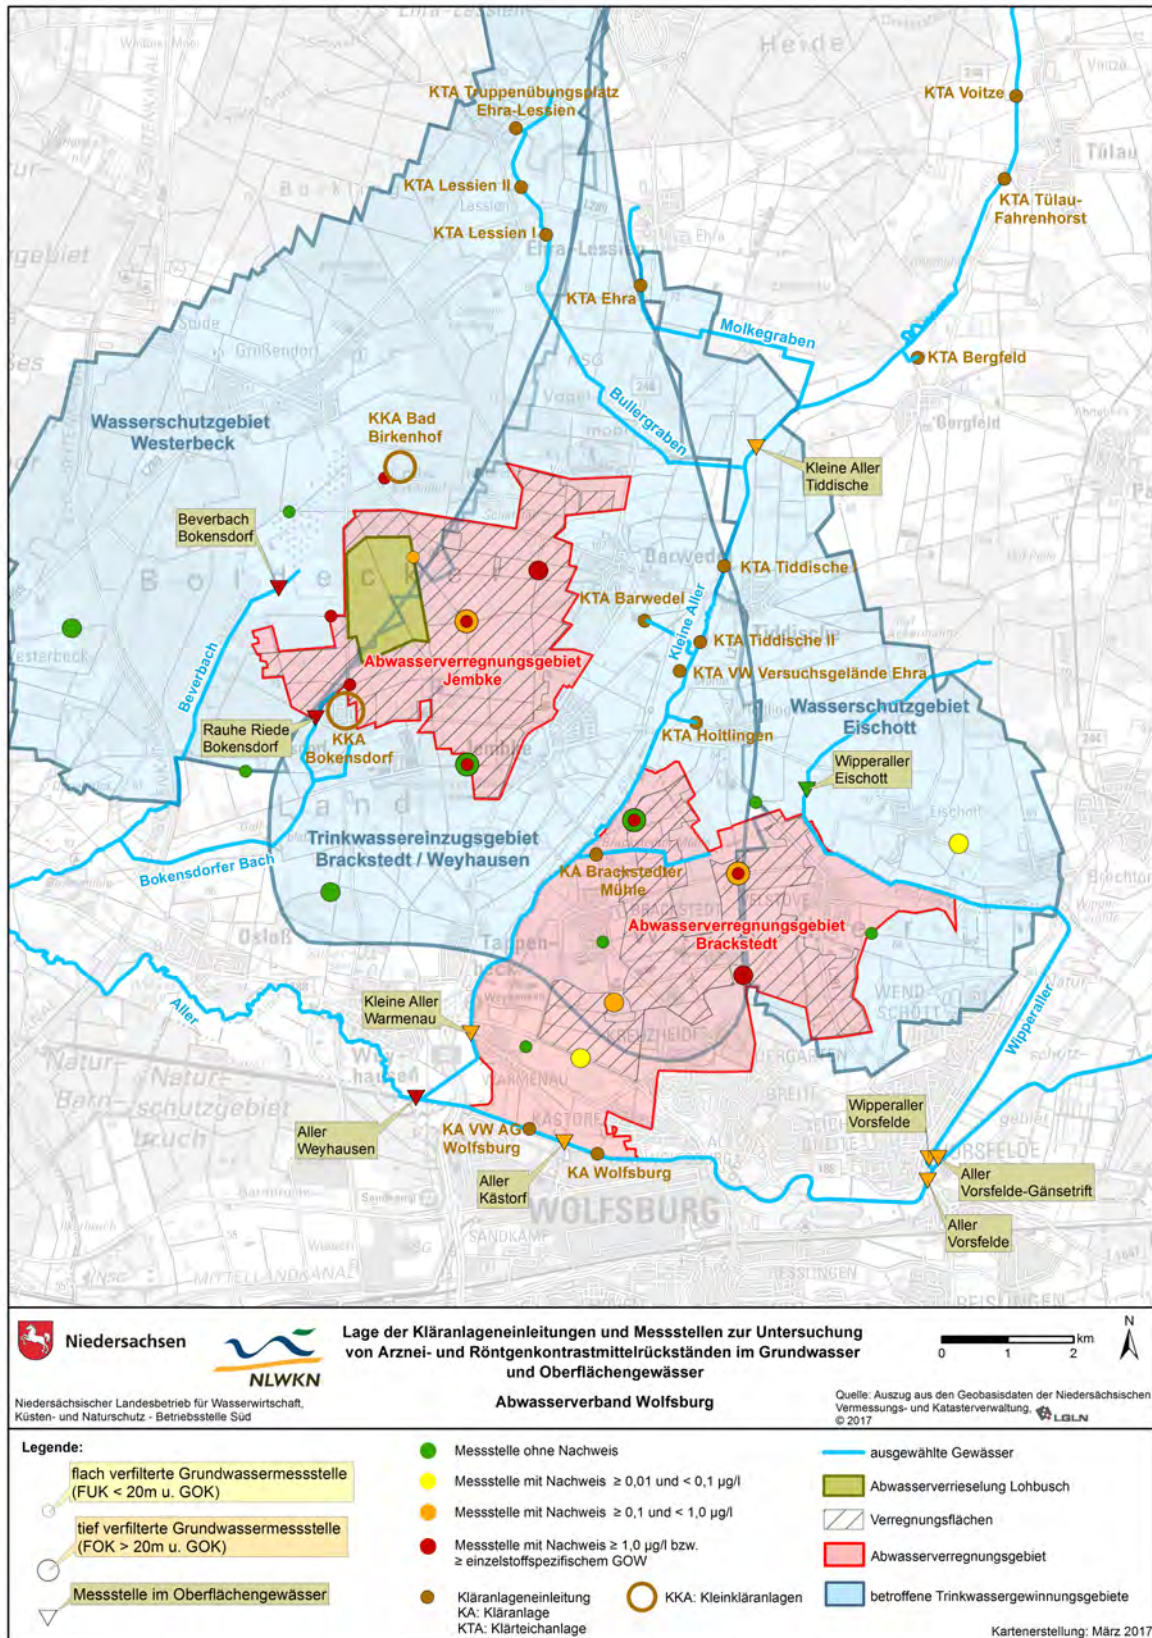 KTA Truppenübungsplatz
Ehra-Lessien
KTA Lessien II
KTA Lessien I
KTA Voitze
Tülau
KTA Tülau-
Fahrenhorst
KTA Ehra
Molkegraben
KTA Bergfeld
Bullergraben
Wasserschutzgebiet
Westerbeck
KKA Bad
Birkenhof
Kleine Aller
Tiddische
Beverbach
Bokensdorf
KTA Tiddische I
KTA Barwedel
Kleine Aller
KTA Tiddische II
KTA VW Versuchsgelände Ehra
Abwasserverregnungsgebiet
Jembke
Beverbach
Wasserschutzgebiet
Eischott
Rauhe Riede
Bokensdorf
KKA
Bokensdorf
KTA Hoitlingen
Wipperaller
Eischott
Trinkwassereinzugsgebiet
Brackstedt / Weyhausen
Bokensdorfer Bach
KA Brackstedter
Mühle
Abwasserverregnungsgebiet
Brackstedt
Osloß
Aller
Kleine Aller
Warmenau
Wipperaller
Aller
Weyhausen
KA VW AG
Wolfsburg
Aller
Kästorf
KA Wolfsburg
Wipperaller
Vorsfelde
Aller
Vorsfelde-Gänsetrift
Aller
Vorsfelde
WOLFSBURG
SANDKAMP
MITTELLANDKANAL
Niedersachsen
NLWKN
Niedersächsischer Landesbetrieb für Wasserwirtschaft,
Küsten- und Naturschutz - Betriebsstelle Süd
Lage der Kläranlageneinleitungen und Messstellen zur Untersuchung
von Arznei- und Röntgenkontrastmittelrückständen im Grundwasser
und Oberflächengewässer
Abwasserverband Wolfsburg
N
km
0 1 2
Quelle: Auszug aus den Geobasisdaten der Niedersächsischen
Vermessungs- und Katasterverwaltung,
© 2017 LGLN
Legende:
flach verfilterte Grundwassermessstelle
(FUK < 20m u. GOK)
tief verfilterte Grundwassermessstelle
(FOK > 20m u. GOK)
Messstelle im Oberflächengewässer
Messstelle ohne Nachweis
Messstelle mit Nachweis ≥ 0,01 und < 0,1 µg/l
Messstelle mit Nachweis ≥ 0,1 und < 1,0 µg/l
Messstelle mit Nachweis ≥ 1,0 µg/l bzw.
≥ einzelstoffspezifischem GOW
Kläranlageneinleitung
KA: Kläranlage
KTA: Klärteichanlage
KKA: Kleinkläranlagen
ausgewählte Gewässer
Abwasserverrieselung Lohbusch
Verregnungsflächen
Abwasserverregnungsgebiet
betroffene Trinkwassergewinnungsgebiete
Kartenerstellung: März 2017